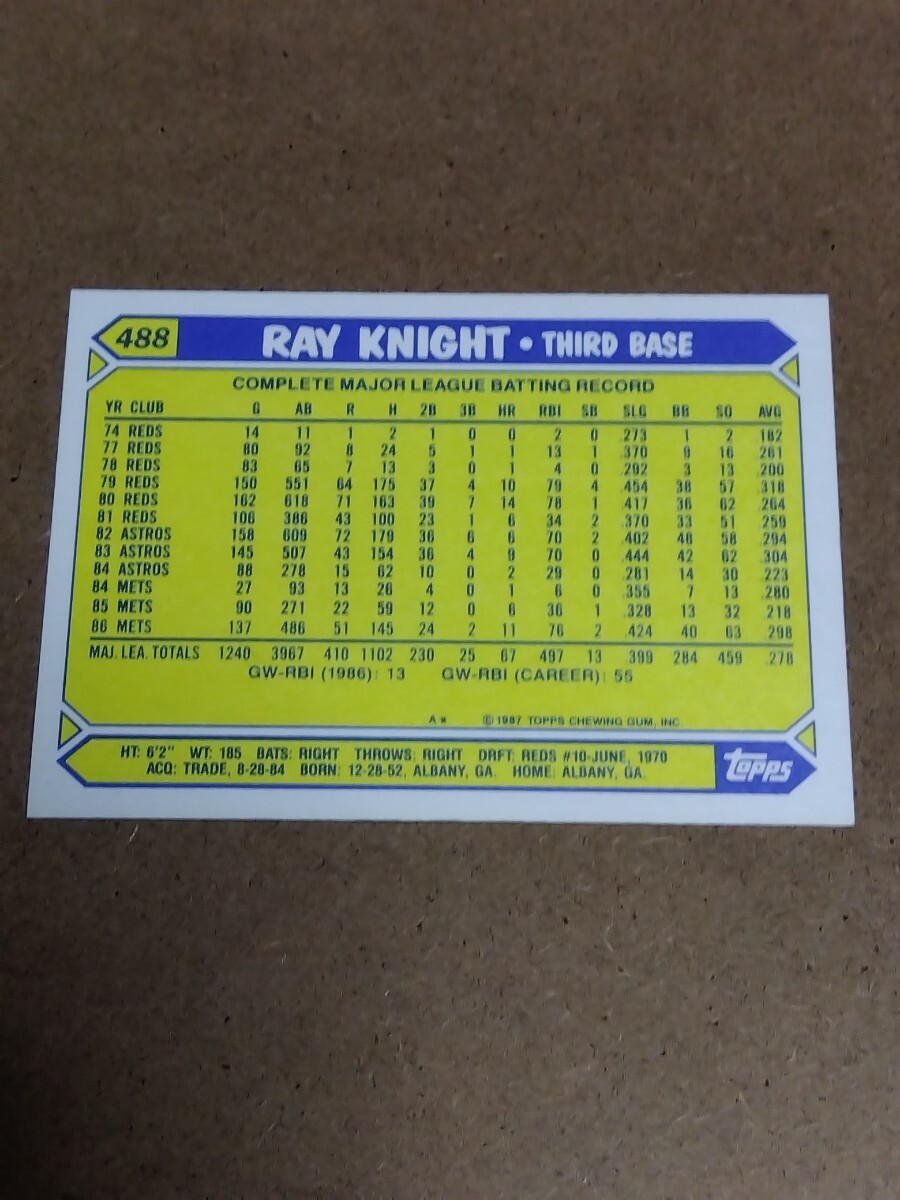 488 RAY KNIGHT • THIRD BASE
COMPLETE MAJOR LEAGUE BATTING RECORD
YR CLUB G AB R H 2B 3B HR RBI SB SLG BB SO AVG
74 REDS 14 11 1 2 1 0 0 2 0 .273 1 2 .182
77 REDS 80 92 8 24 5 1 1 13 1 .370 9 16 .261
78 REDS 83 65 7 13 3 0 1 4 0 .292 3 13 .200
79 REDS 150 551 64 175 37 4 10 79 4 .454 38 57 .318
80 REDS 162 618 71 163 39 7 14 78 1 .417 36 62 .264
81 REDS 106 386 43 100 23 1 6 34 2 .370 33 51 .259
82 ASTROS 158 609 72 179 36 6 6 70 2 .402 48 58 .294
83 ASTROS 145 507 43 154 36 4 9 70 0 .444 42 62 .304
84 ASTROS 88 278 15 62 10 0 2 29 0 .281 14 30 .223
84 METS 27 93 13 26 4 0 1 6 0 .355 7 13 .280
85 METS 90 271 22 59 12 0 6 36 1 .328 13 32 .218
86 METS 137 486 51 145 24 2 11 76 2 .424 40 63 .298
MAJ. LEA. TOTALS 1240 3967 410 1102 230 25 67 497 13 .399 284 459 .278
GW-RBI (1986): 13 GW-RBI (CAREER): 55
A* © 1987 TOPPS CHEWING GUM, INC.
HT: 6'2" WT: 185 BATS: RIGHT THROWS: RIGHT DRFT: REDS #10-JUNE, 1970
ACQ: TRADE, 8-28-84 BORN: 12-28-52, ALBANY, GA. HOME: ALBANY, GA.
topps